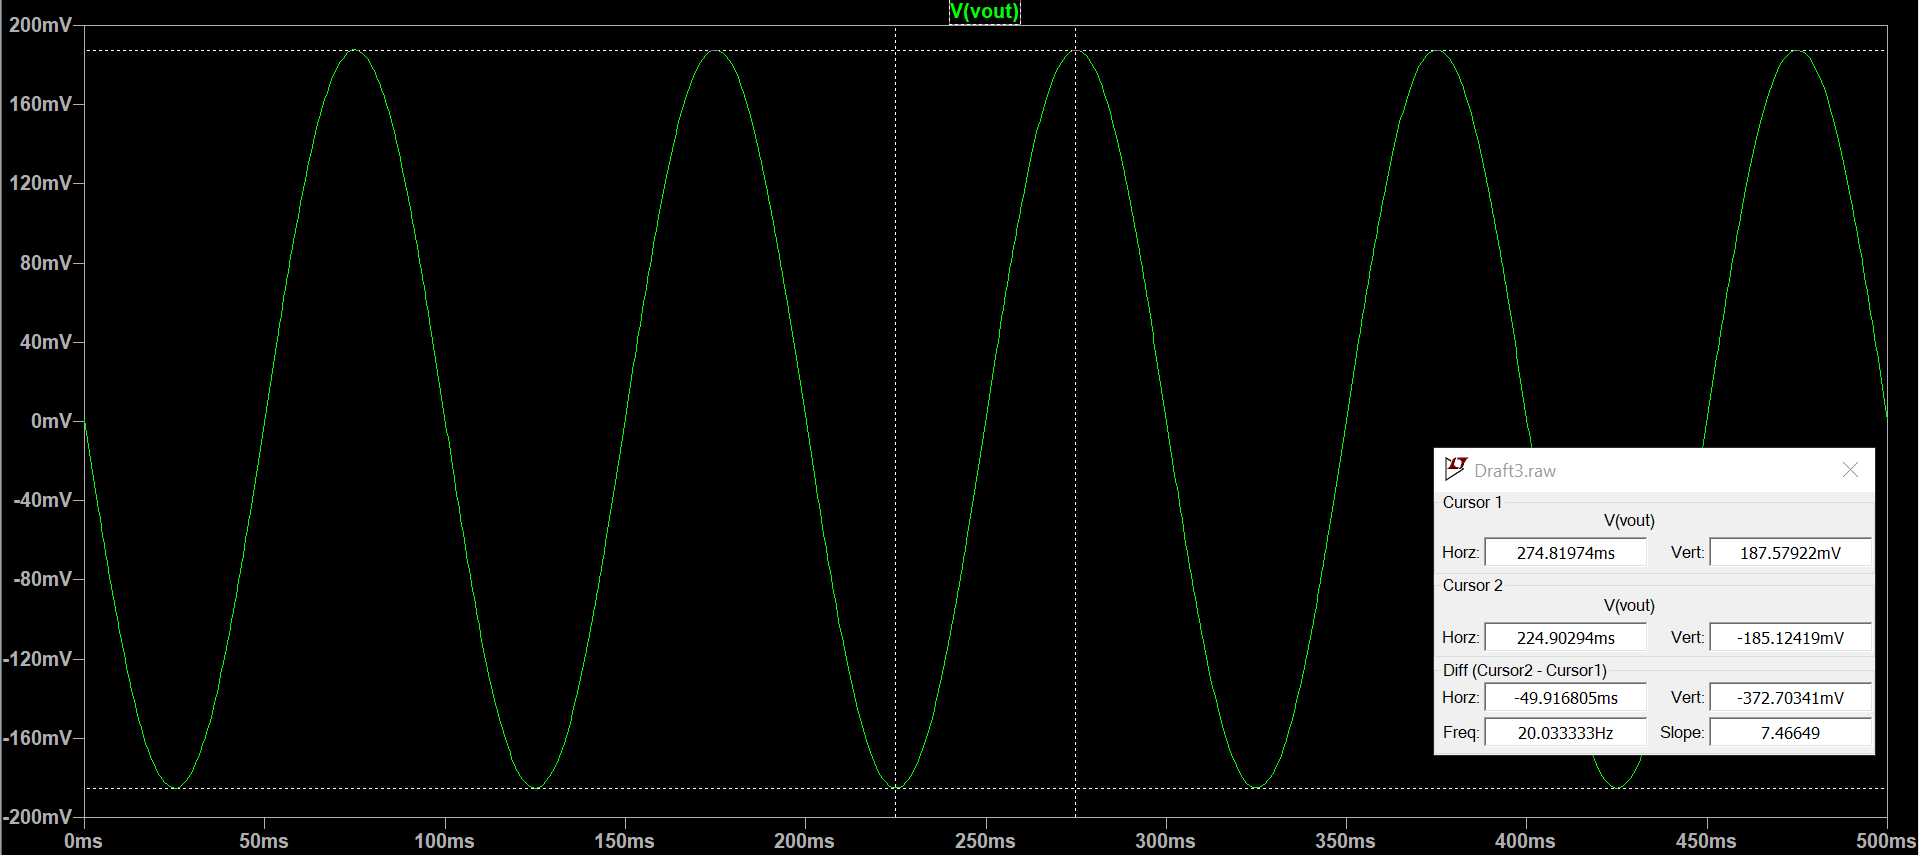 V(vout)
200mV
160mV
120mV
80mV
40mV
0mV
-40mV
-80mV
-120mV
-160mV
-200mV
0ms 50ms 100ms 150ms 200ms 250ms 300ms 350ms 400ms 450ms 500ms
Draft3.raw
Cursor 1
V(vout)
Horz: 274.81974ms Vert: 187.57922mV
Cursor 2
V(vout)
Horz: 224.90294ms Vert: -185.12419mV
Diff (Cursor2 - Cursor1)
Horz: -49.916805ms Vert: -372.70341mV
Freq: 20.033333Hz Slope: 7.46649